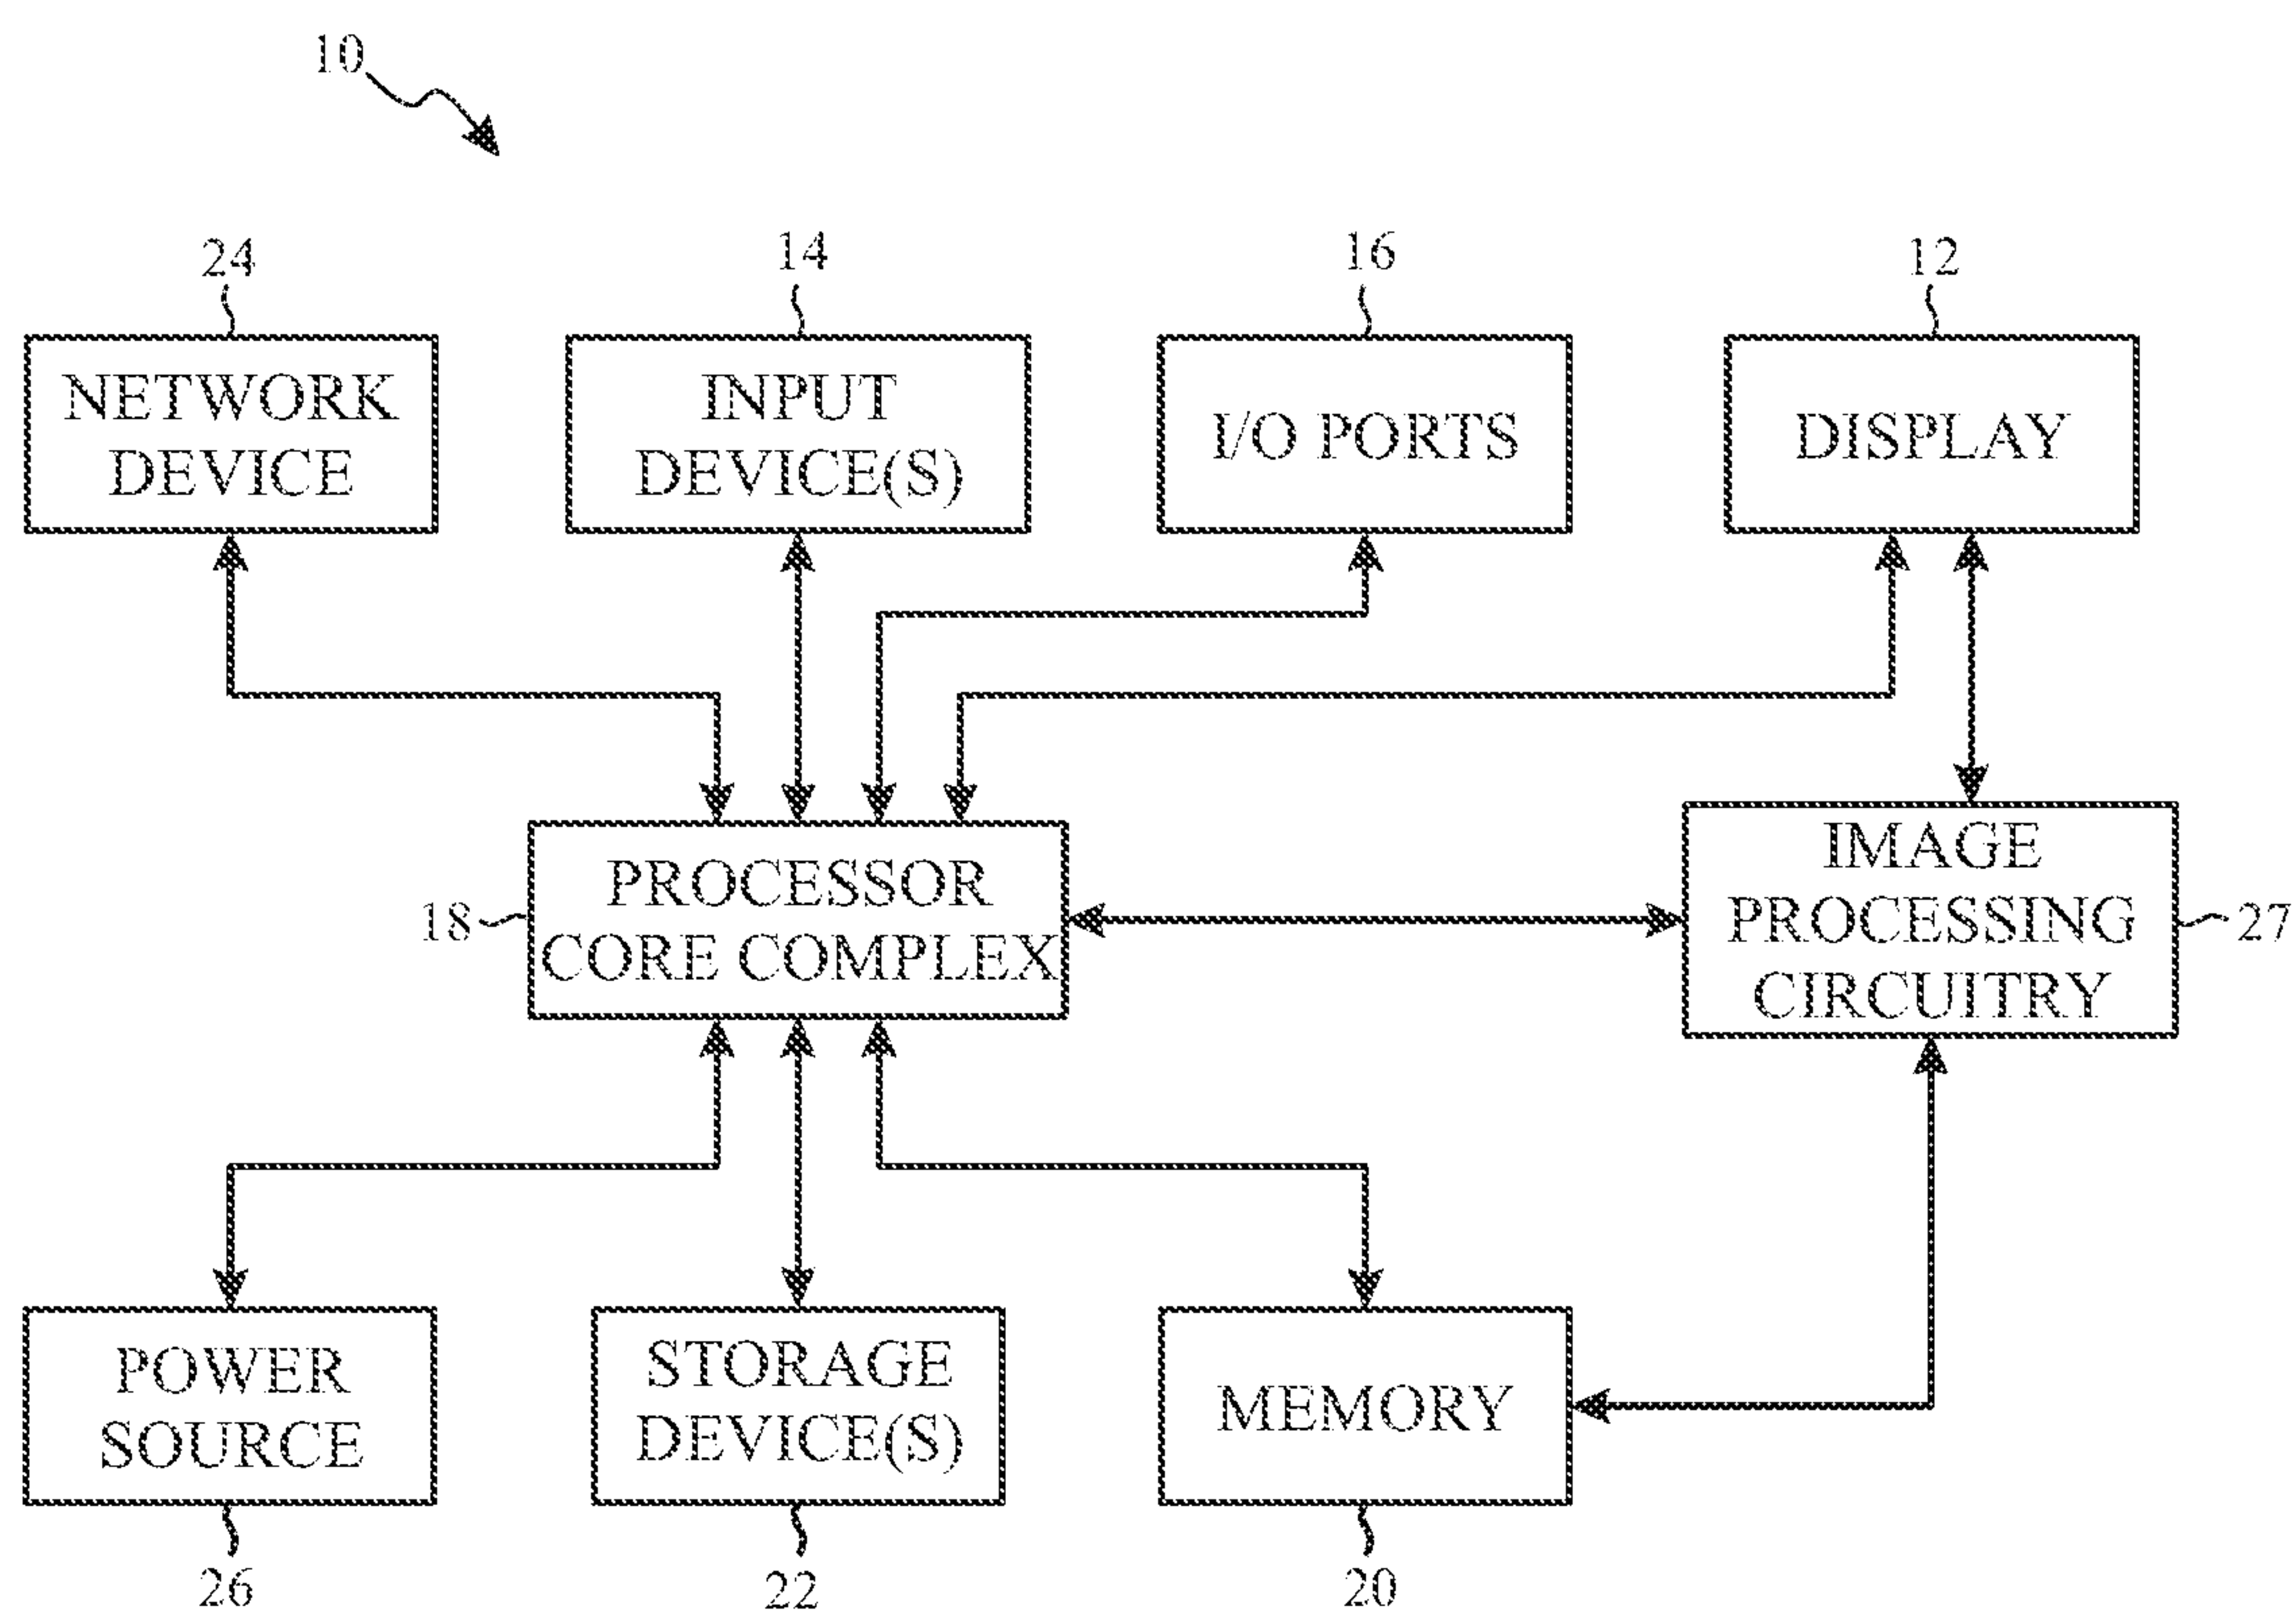 10
24
14
16
12
NETWORK
DEVICE
INPUT
DEVICE(S)
I/O PORTS
DISPLAY
18
PROCESSOR
CORE COMPLEX
IMAGE
PROCESSING
CIRCUITRY
27
POWER
SOURCE
STORAGE
DEVICE(S)
MEMORY
26
22
20